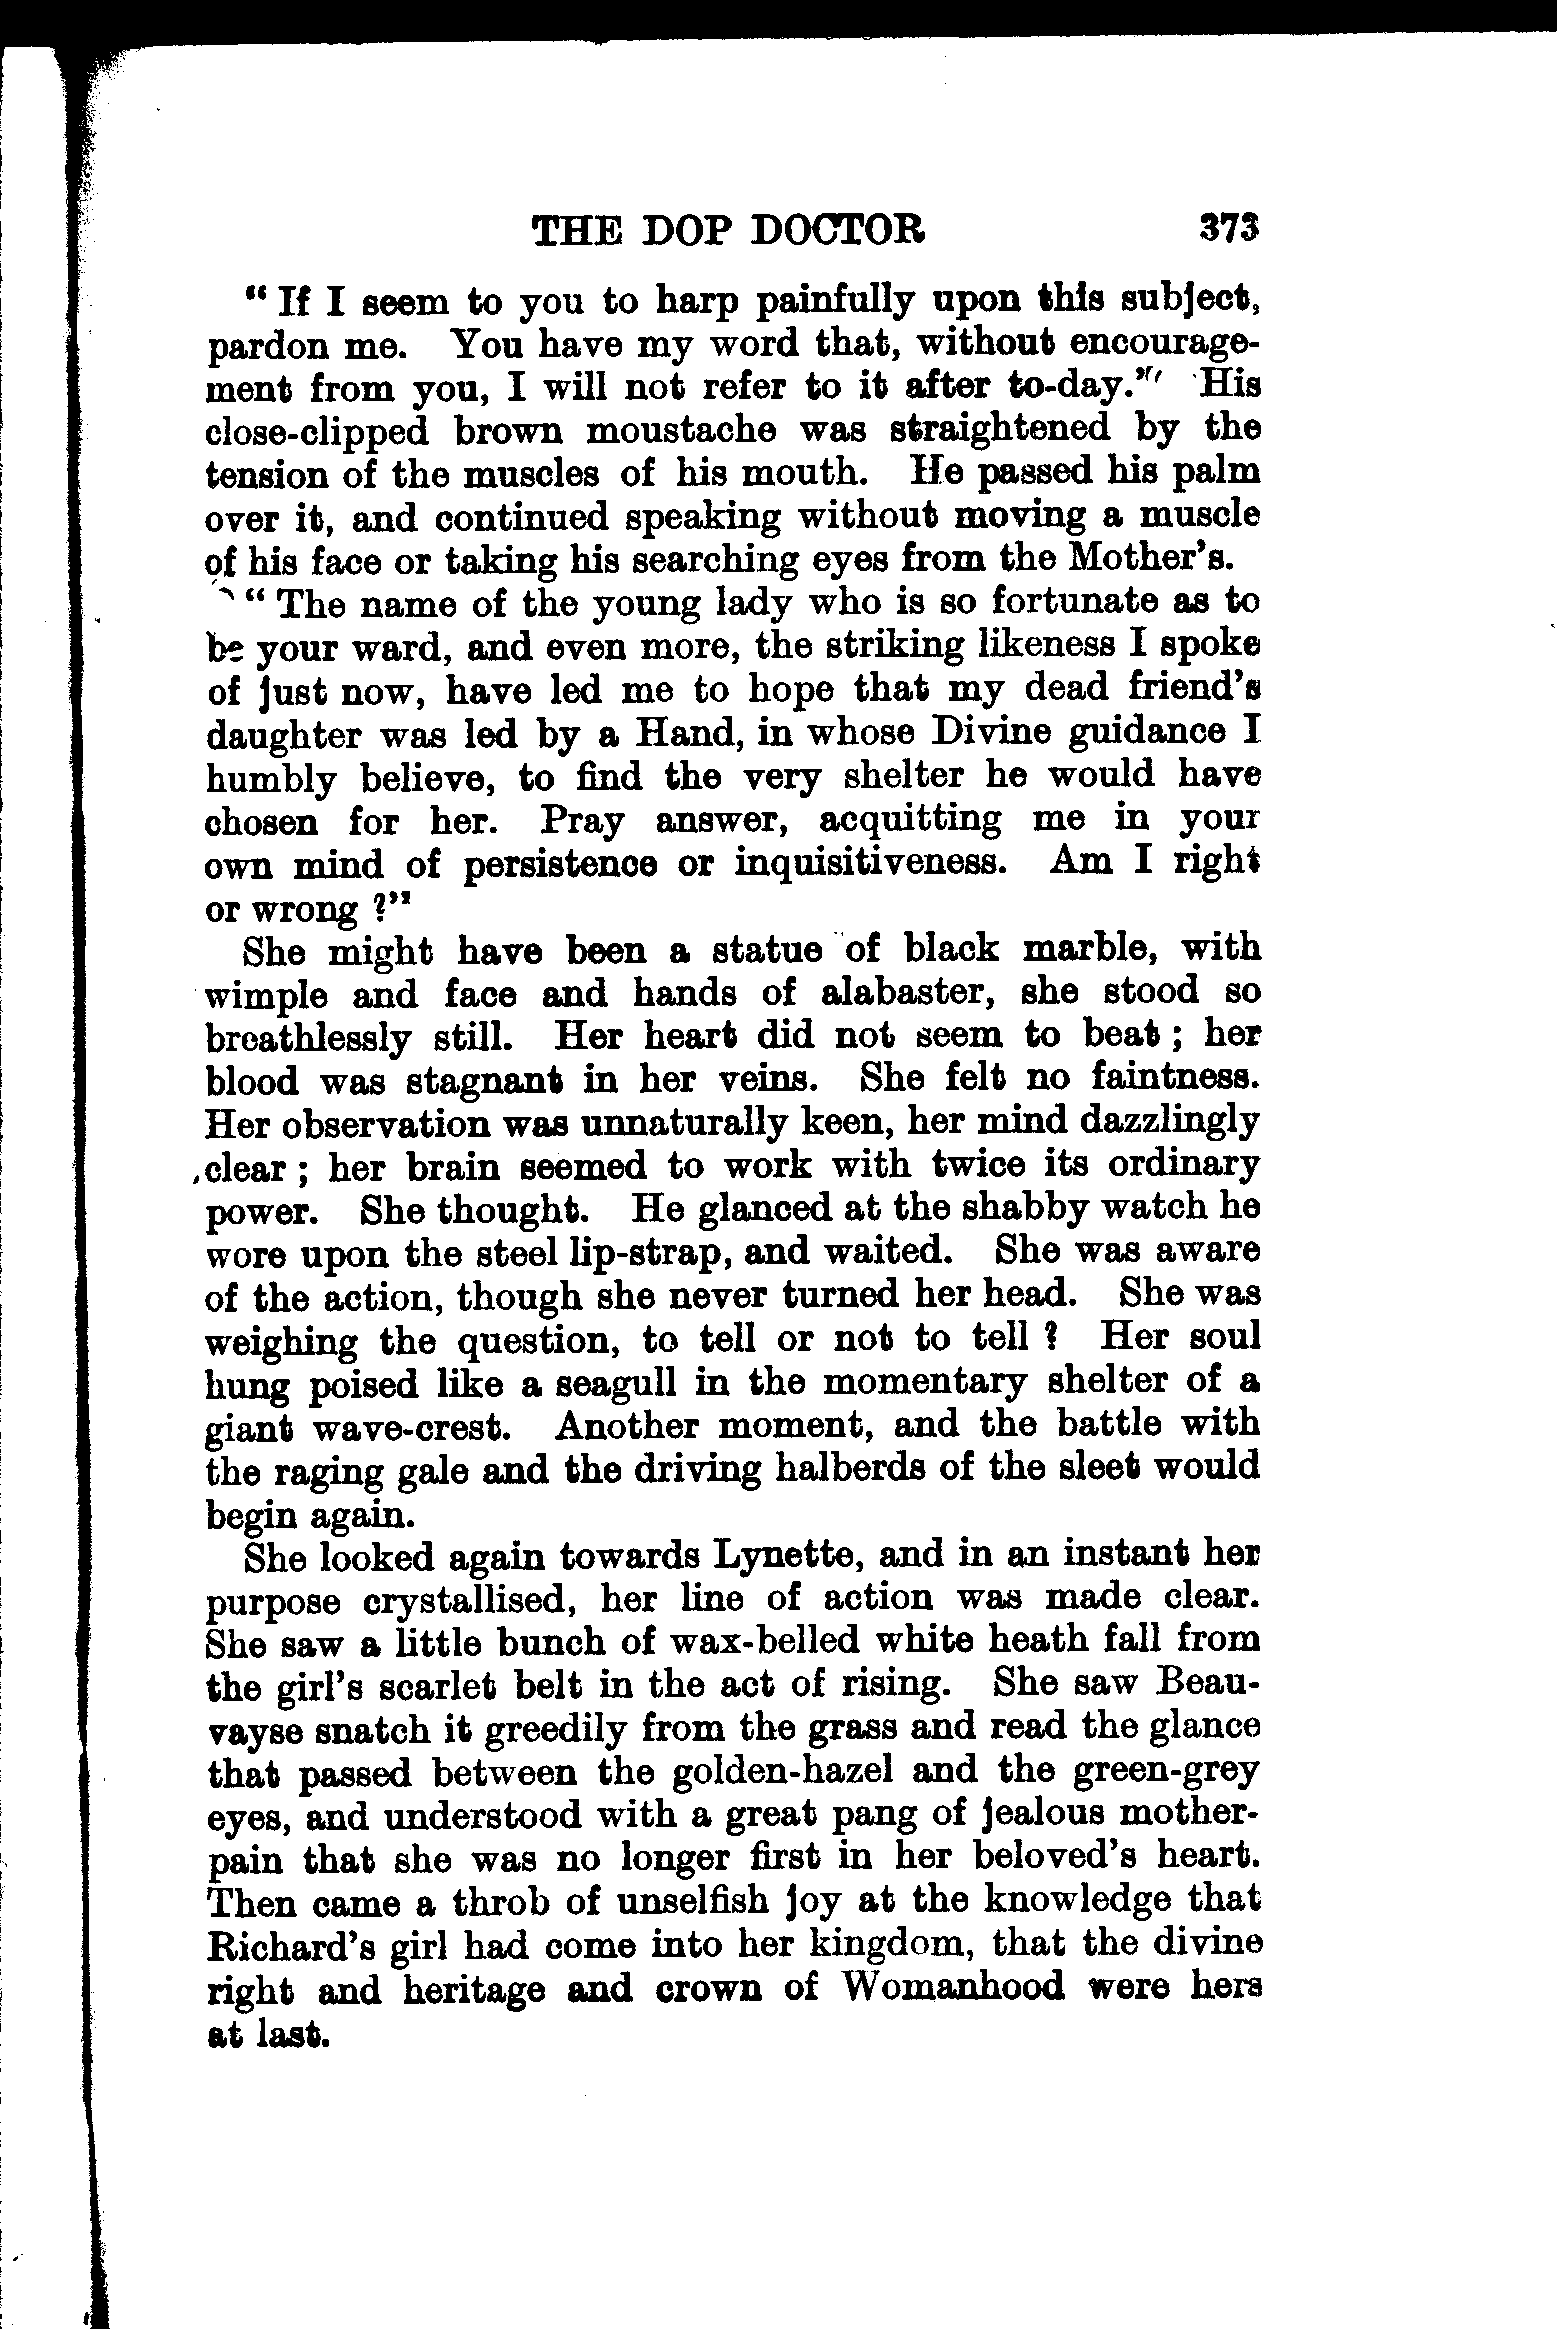 THE DOP DOCTOR 373
“ If I seem to you to harp painfully upon this subject,
pardon me. You have my word that, without encourage-
ment from you, I will not refer to it after to-day.” His
close-clipped brown moustache was straightened by the
tension of the muscles of his mouth. He passed his palm
over it, and continued speaking without moving a muscle
of his face or taking his searching eyes from the Mother’s.
“ The name of the young lady who is so fortunate as to
be your ward, and even more, the striking likeness I spoke
of just now, have led me to hope that my dead friend’s
daughter was led by a Hand, in whose Divine guidance I
humbly believe, to find the very shelter he would have
chosen for her. Pray answer, acquitting me in your
own mind of persistence or inquisitiveness. Am I right
or wrong ?”
She might have been a statue of black marble, with
wimple and face and hands of alabaster, she stood so
breathlessly still. Her heart did not seem to beat ; her
blood was stagnant in her veins. She felt no faintness.
Her observation was unnaturally keen, her mind dazzlingly
clear ; her brain seemed to work with twice its ordinary
power. She thought. He glanced at the shabby watch he
wore upon the steel lip-strap, and waited. She was aware
of the action, though she never turned her head. She was
weighing the question, to tell or not to tell ? Her soul
hung poised like a seagull in the momentary shelter of a
giant wave-crest. Another moment, and the battle with
the raging gale and the driving halberds of the sleet would
begin again.
She looked again towards Lynette, and in an instant her
purpose crystallised, her line of action was made clear.
She saw a little bunch of wax-belled white heath fall from
the girl’s scarlet belt in the act of rising. She saw Beau-
vayse snatch it greedily from the grass and read the glance
that passed between the golden-hazel and the green-grey
eyes, and understood with a great pang of jealous mother-
pain that she was no longer first in her beloved’s heart.
Then came a throb of unselfish joy at the knowledge that
Richard’s girl had come into her kingdom, that the divine
right and heritage and crown of Womanhood were hers
at last.